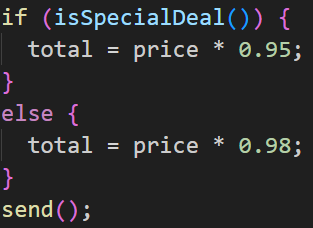 if (isSpecialDeal()) {
  total = price * 0.95;
}
else {
  total = price * 0.98;
}
send();